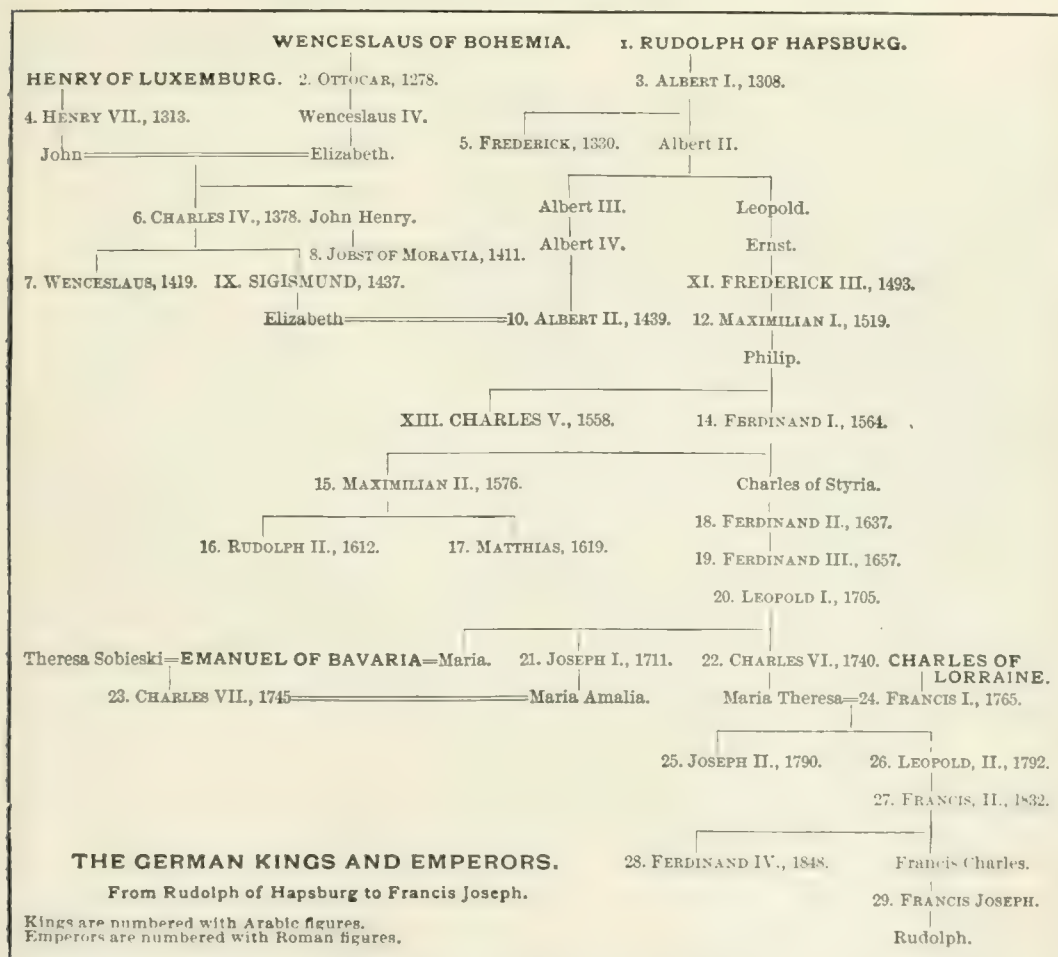 WENCESLAUS OF BOHEMIA. 1. RUDOLPH OF HAPSBURG.
HENRY OF LUXEMBURG. 2. OTTOCAR, 1278. 3. ALBERT I., 1308.
4. HENRY VII., 1313. Wenceslaus IV.
5. FREDERICK, 1330. Albert II.
John Elizabeth.
6. CHARLES IV., 1378. John Henry. Albert III. Leopold.
8. JOBST OF MORAVIA, 1411. Albert IV. Ernst.
7. WENCESLAUS, 1419. IX. SIGISMUND, 1437. XI. FREDERICK III., 1493.
Elizabeth 10. ALBERT II., 1439. 12. MAXIMILIAN I., 1519.
Philip.
XIII. CHARLES V., 1558. 14. FERDINAND I., 1564.
15. MAXIMILIAN II., 1576. Charles of Styria.
18. FERDINAND II., 1637.
16. RUDOLPH II., 1612. 17. MATTHIAS, 1619.
19. FERDINAND III., 1657.
20. LEOPOLD I., 1705.
Theresa Sobieski=EMANUEL OF BAVARIA=Maria. 21. JOSEPH I., 1711. 22. CHARLES VI., 1740. CHARLES OF
LORRAINE.
23. CHARLES VII., 1745 Maria Amalia. Maria Theresa=24. FRANCIS I., 1765.
25. JOSEPH II., 1790. 26. LEOPOLD, II., 1792.
27. FRANCIS, II., 1832.
28. FERDINAND IV., 1848. Francis Charles.
29. FRANCIS JOSEPH.
Rudolph.
THE GERMAN KINGS AND EMPERORS.
From Rudolph of Hapsburg to Francis Joseph.
Kings are numbered with Arabic figures.
Emperors are numbered with Roman figures.